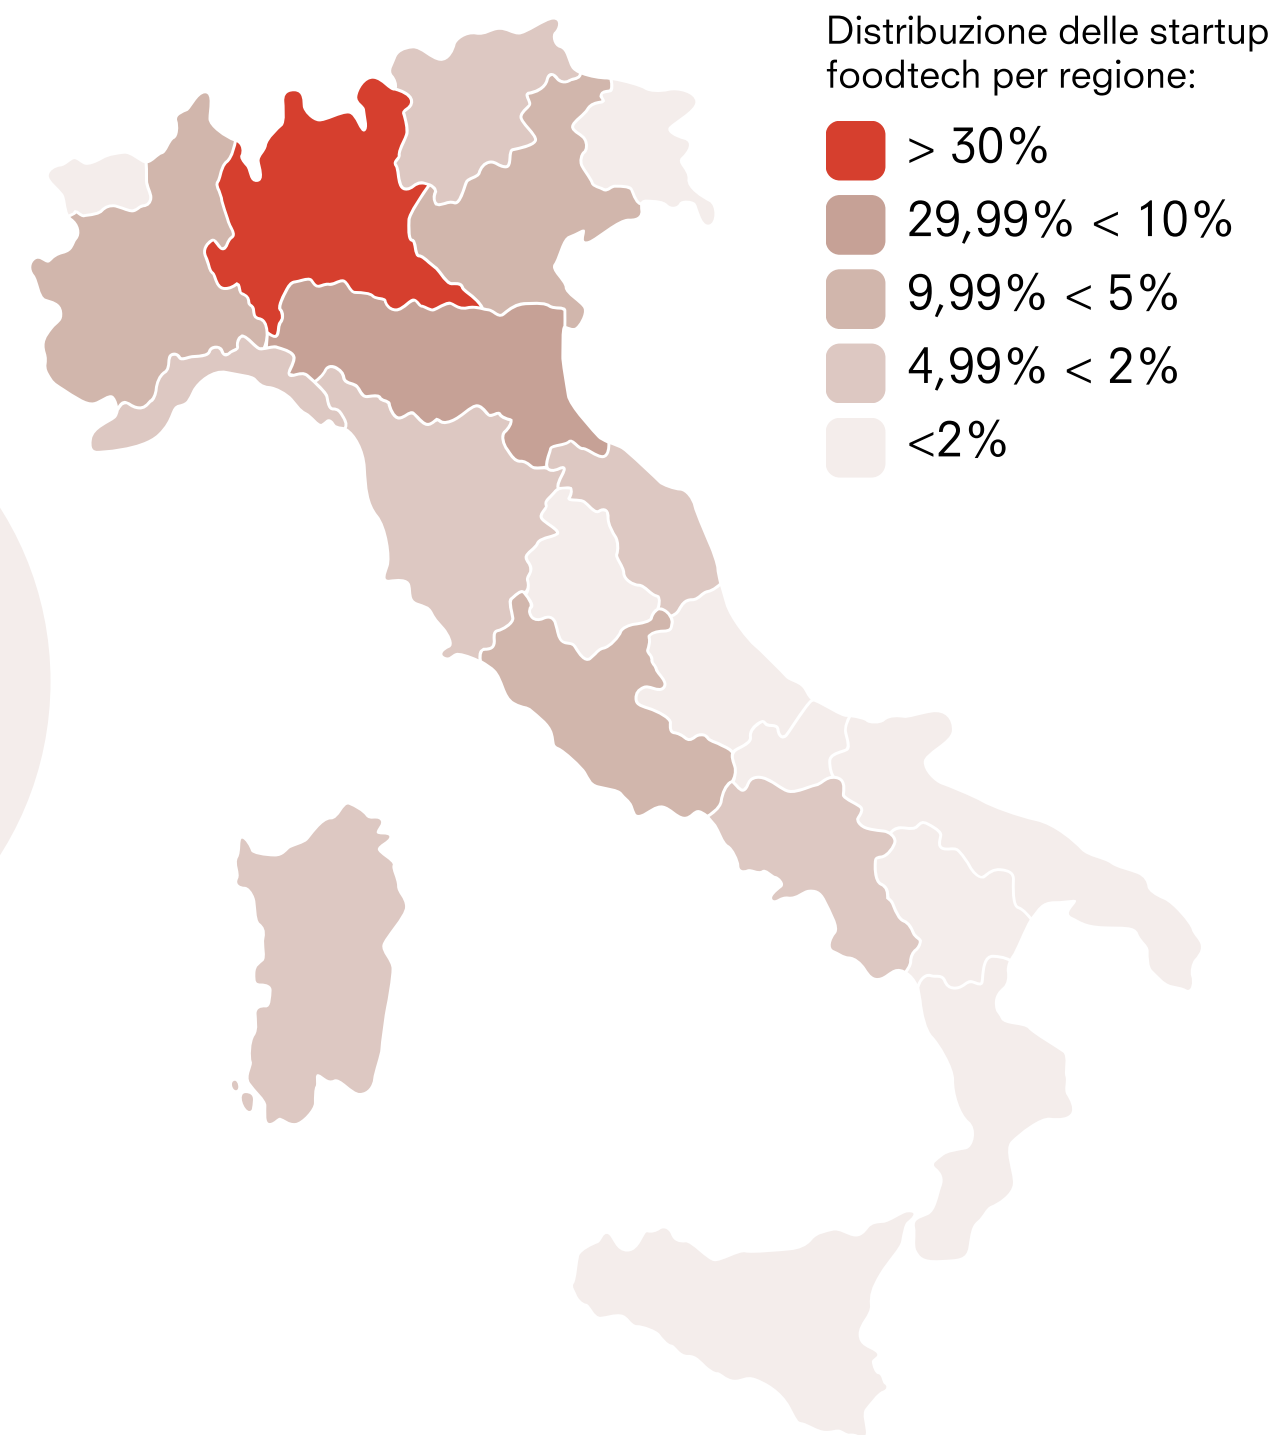 Distribuzione delle startup
foodtech per regione:
> 30%
29,99% < 10%
9,99% < 5%
4,99% < 2%
<2%